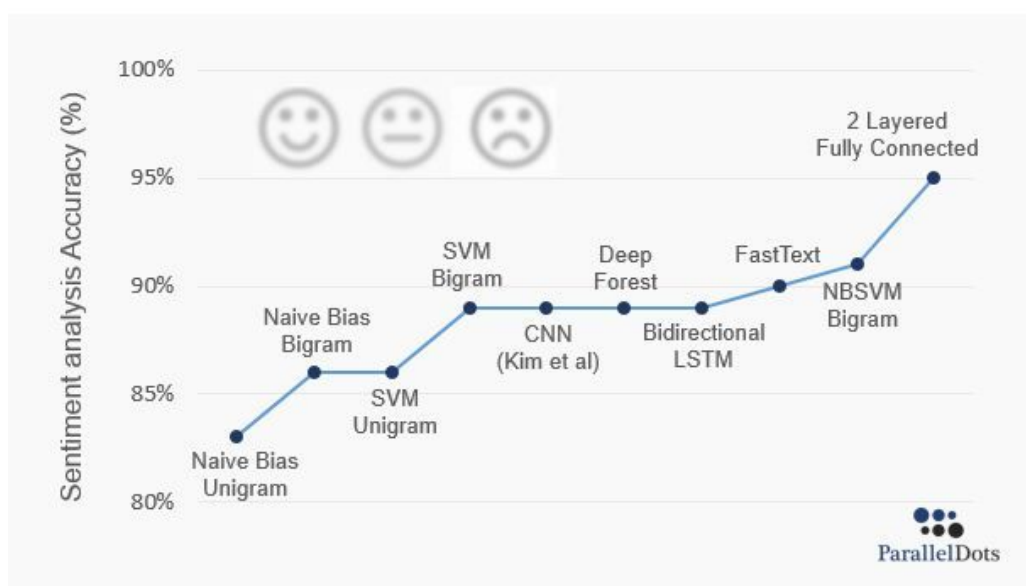 Sentiment analysis Accuracy (%)
100%
95%
90%
85%
80%
Naive Bias
Unigram
Naive Bias
Bigram
SVM
Unigram
SVM
Bigram
CNN
(Kim et al)
Deep
Forest
Bidirectional
LSTM
FastText
NBSVM
Bigram
2 Layered
Fully Connected
ParallelDots